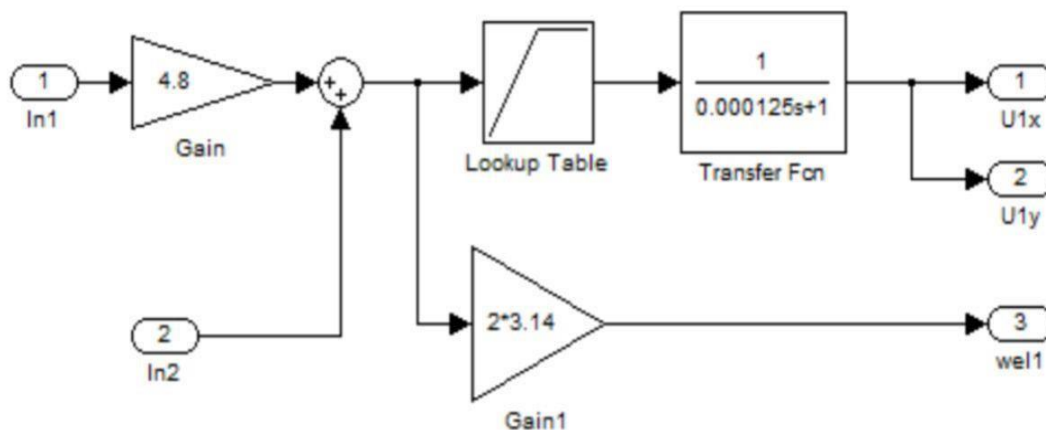 1
In1
4.8
Gain
+
+
Lookup Table
1
0.000125s+1
Transfer Fcn
1
U1x
2
U1y
2
In2
2*3.14
Gain1
3
wel1